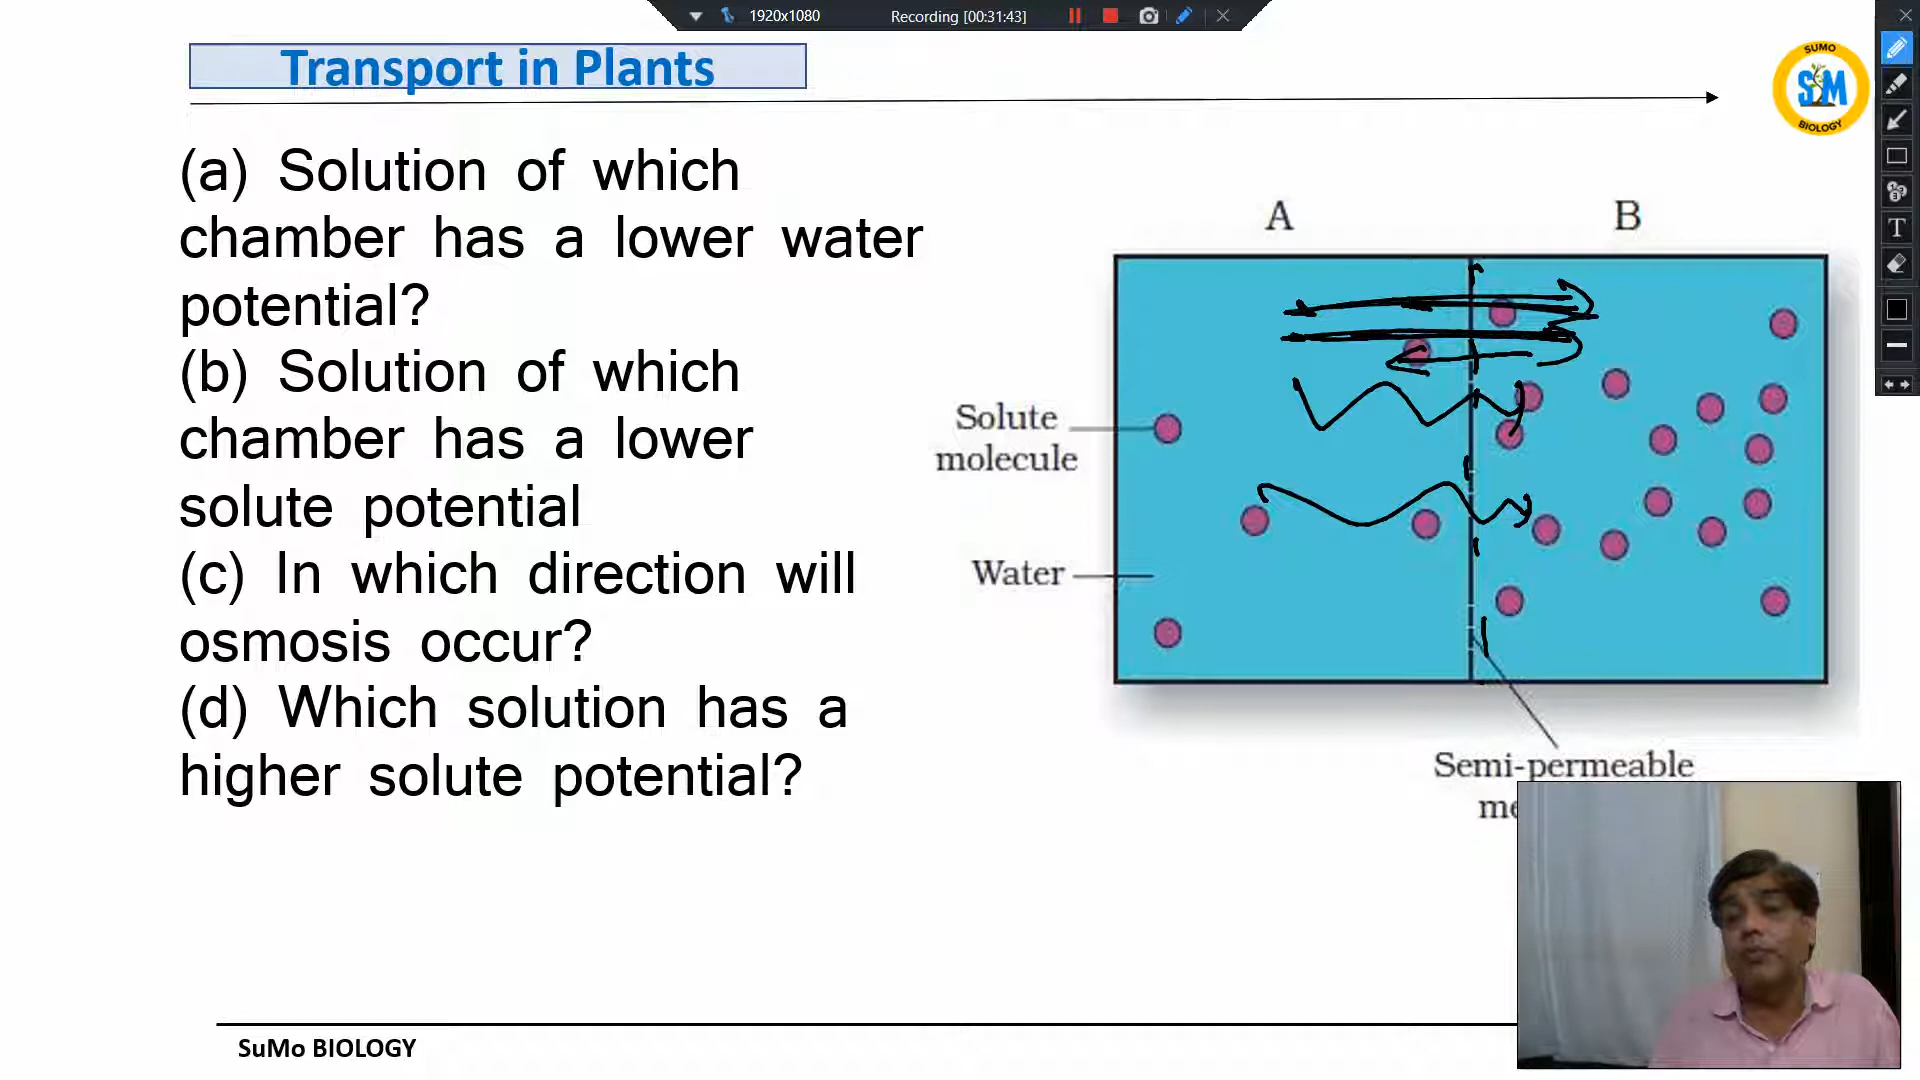 1920x1080
Recording [00:31:43]
Transport in Plants
SUMO
SM
BIOLOGY
(a) Solution of which
chamber has a lower water
potential?
(b) Solution of which
chamber has a lower
solute potential
(c) In which direction will
osmosis occur?
(d) Which solution has a
higher solute potential?
A
B
Solute
molecule
Water
Semi-permeable
SuMo BIOLOGY